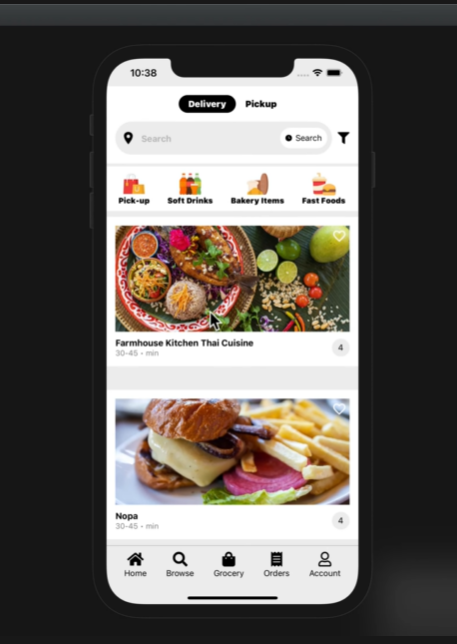 10:38
Delivery Pickup
Search Search
Pick-up Soft Drinks Bakery Items Fast Foods
Farmhouse Kitchen Thai Cuisine
30-45 • min
4
Nopa
30-45 • min
4
Home Browse Grocery Orders Account